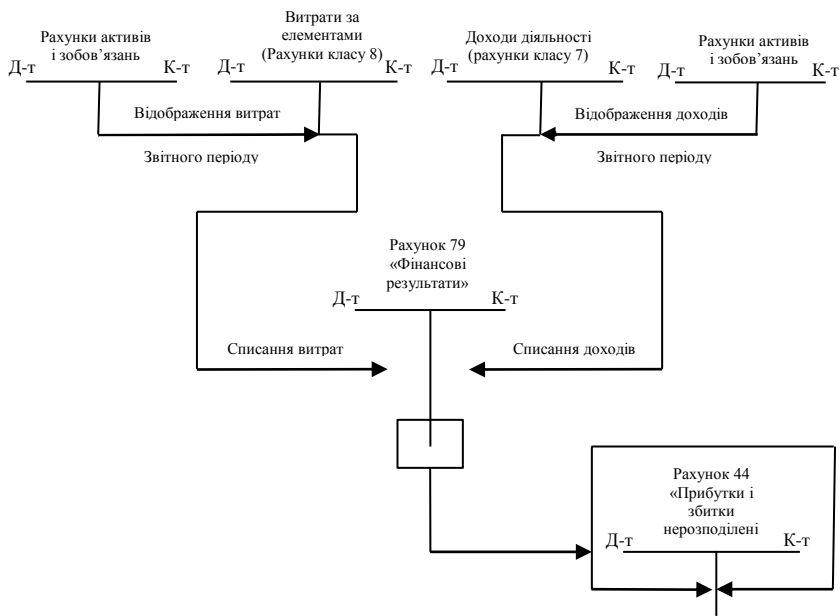 Рахунки активів
і зобов’язань
Д-т К-т
Витрати за
елементами
(Рахунки класу 8)
Д-т К-т
Доходи діяльності
(рахунки класу 7)
Д-т К-т
Рахунки активів
і зобов’язань
Д-т К-т
Відображення витрат
Звітного періоду
Відображення доходів
Звітного періоду
Рахунок 79
«Фінансові
результати»
Д-т К-т
Списання витрат
Списання доходів
Рахунок 44
«Прибутки і
збитки
нерозподілені
Д-т К-т